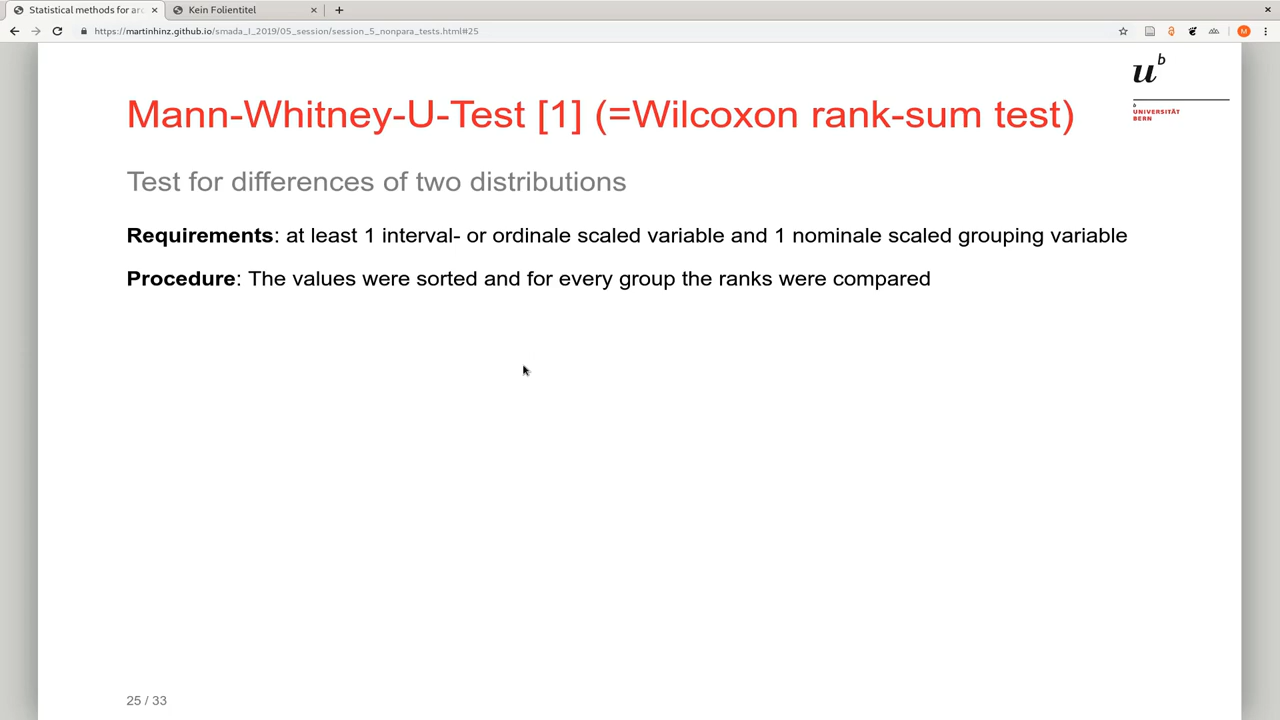 Statistical methods for arc
Kein Folientitel
https://martinhinz.github.io/smada_I_2019/05_session/session_5_nonpara_tests.html#25
M
u b
b
UNIVERSITÄT
BERN
Mann-Whitney-U-Test [1] (=Wilcoxon rank-sum test)
Test for differences of two distributions
Requirements: at least 1 interval- or ordinale scaled variable and 1 nominale scaled grouping variable
Procedure: The values were sorted and for every group the ranks were compared
25 / 33